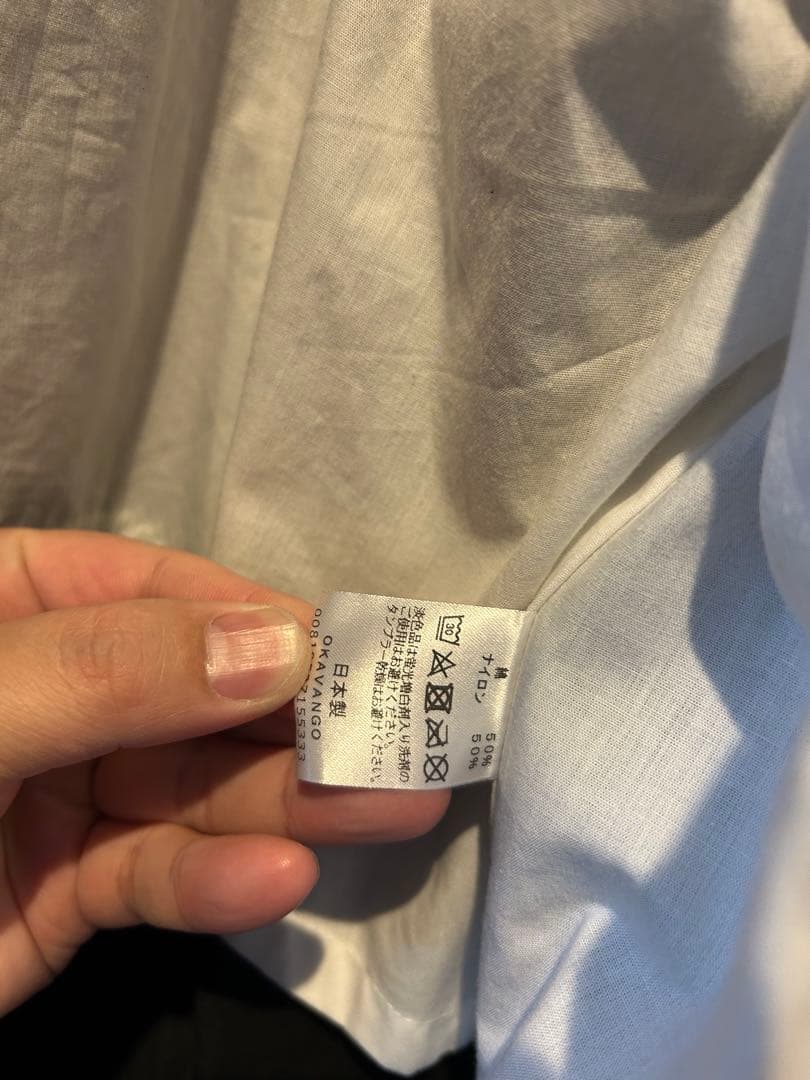 綿 50%
ナイロン 50%
30
淡色品は蛍光増白剤入り洗剤の
ご使用はお避けください。
タンブラー乾燥はお避けください。
日本製
OKAVANGO